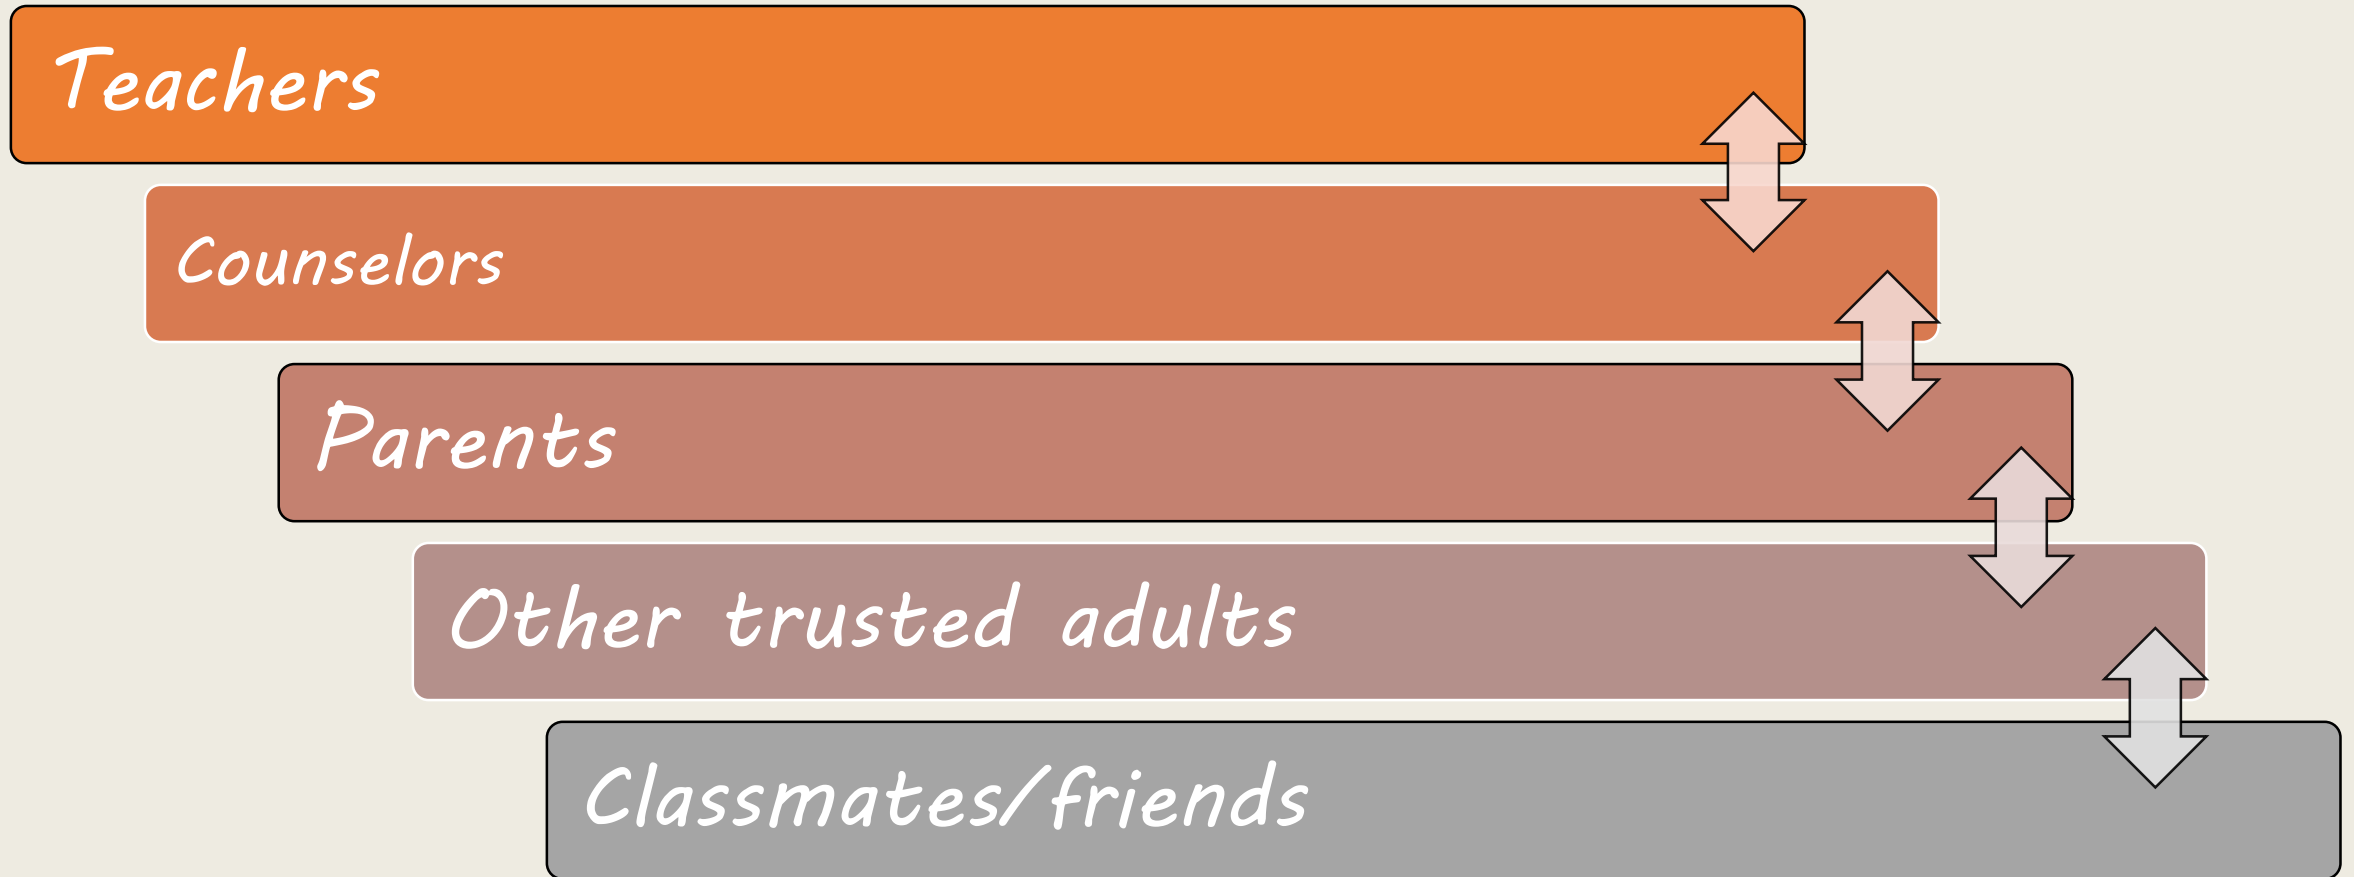 Teachers
Counselors
Parents
Other trusted adults
Classmates/friends